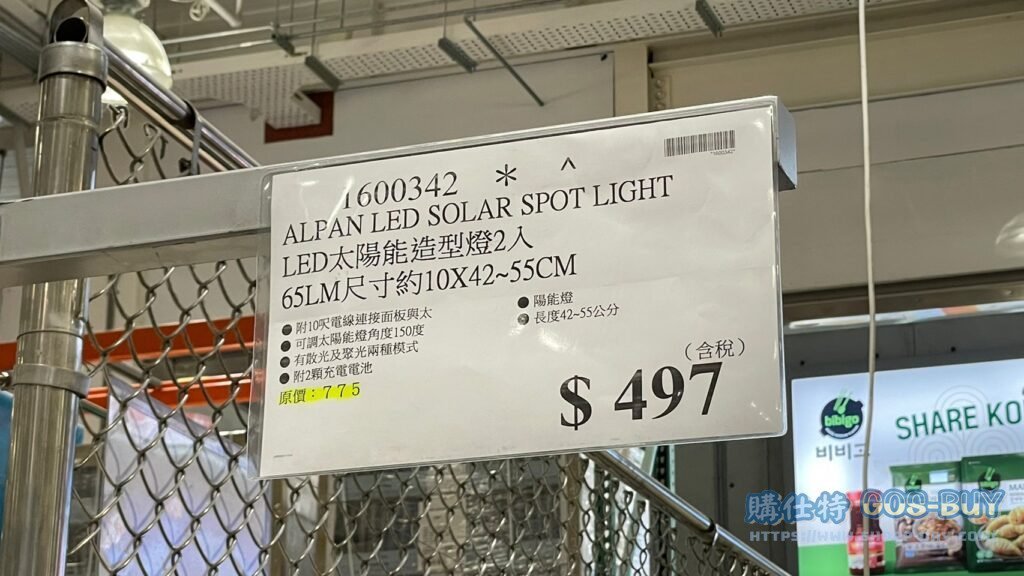 1600342 * ^
*1600342*
ALPAN LED SOLAR SPOT LIGHT
LED太陽能造型燈2入
65LM尺寸約10X42~55CM
● 附10呎電線連接面板與太
● 可調太陽能燈角度150度
● 有散光及聚光兩種模式
● 附2顆充電電池
● 陽能燈
● 長度42~55公分
原價：775
（含稅）
$ 497
bibigo
비비고
SHARE KO
購仕特 COS-BUY